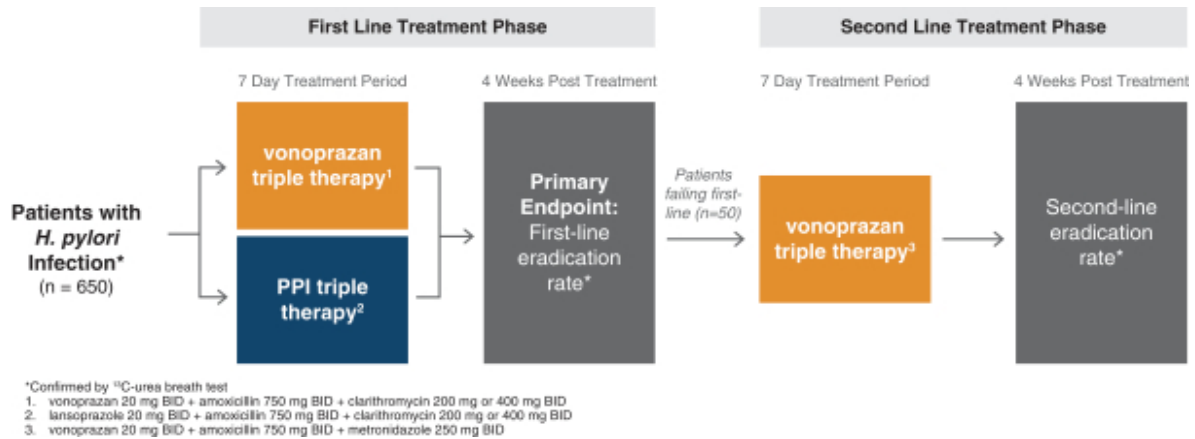 First Line Treatment Phase
Second Line Treatment Phase
7 Day Treatment Period
4 Weeks Post Treatment
7 Day Treatment Period
4 Weeks Post Treatment
Patients with
H. pylori
Infection*
(n = 650)
vonoprazan
triple therapy¹
PPI triple
therapy²
Primary
Endpoint:
First-line
eradication
rate*
Patients
failing first-
line (n=50)
vonoprazan
triple therapy³
Second-line
eradication
rate*
*Confirmed by ¹³C-urea breath test
1. vonoprazan 20 mg BID + amoxicillin 750 mg BID + clarithromycin 200 mg or 400 mg BID
2. lansoprazole 20 mg BID + amoxicillin 750 mg BID + clarithromycin 200 mg or 400 mg BID
3. vonoprazan 20 mg BID + amoxicillin 750 mg BID + metronidazole 250 mg BID